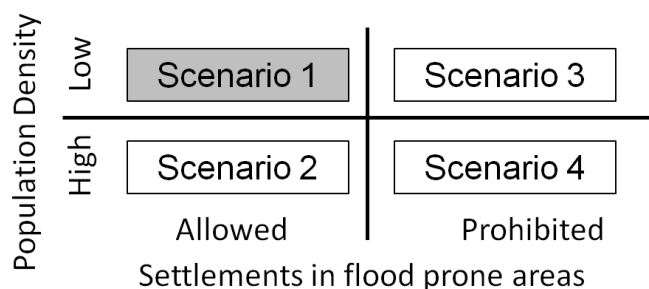 Population Density
Low
Scenario 1
Scenario 3
High
Scenario 2
Scenario 4
Allowed
Prohibited
Settlements in flood prone areas